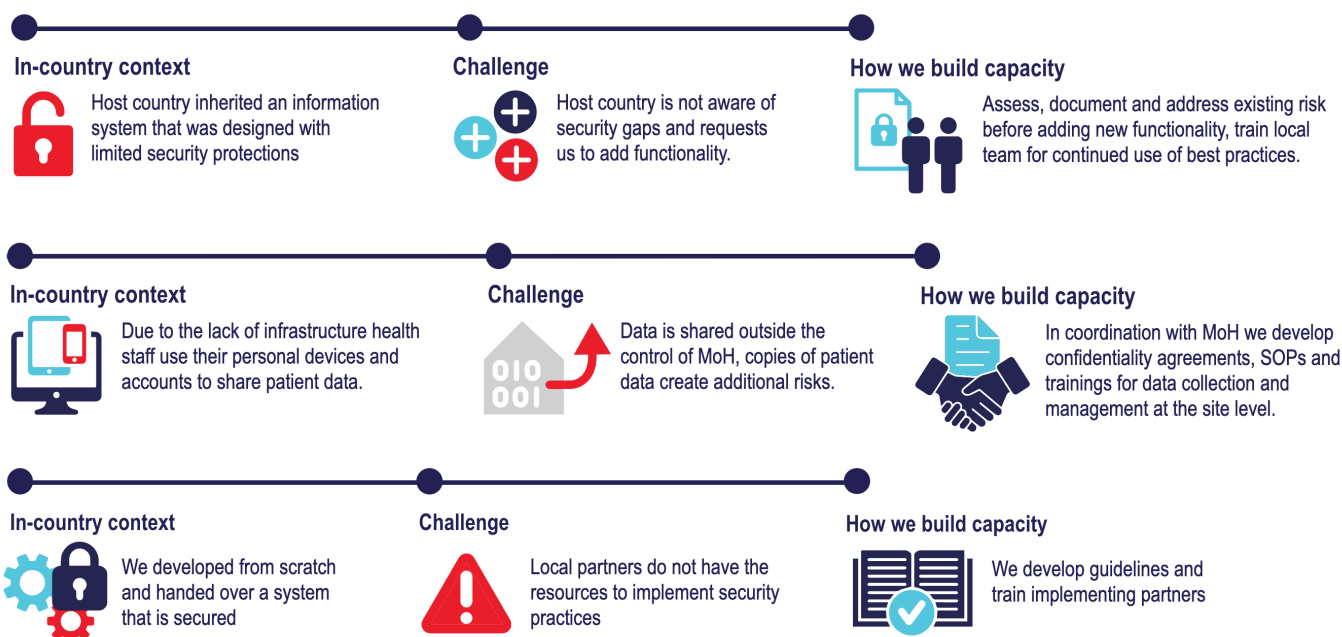 In-country context
Host country inherited an information
system that was designed with
limited security protections
Challenge
Host country is not aware of
security gaps and requests
us to add functionality.
How we build capacity
Assess, document and address existing risk
before adding new functionality, train local
team for continued use of best practices.
In-country context
Due to the lack of infrastructure health
staff use their personal devices and
accounts to share patient data.
Challenge
010
001
Data is shared outside the
control of MoH, copies of patient
data create additional risks.
How we build capacity
In coordination with MoH we develop
confidentiality agreements, SOPs and
trainings for data collection and
management at the site level.
In-country context
We developed from scratch
and handed over a system
that is secured
Challenge
Local partners do not have the
resources to implement security
practices
How we build capacity
We develop guidelines and
train implementing partners